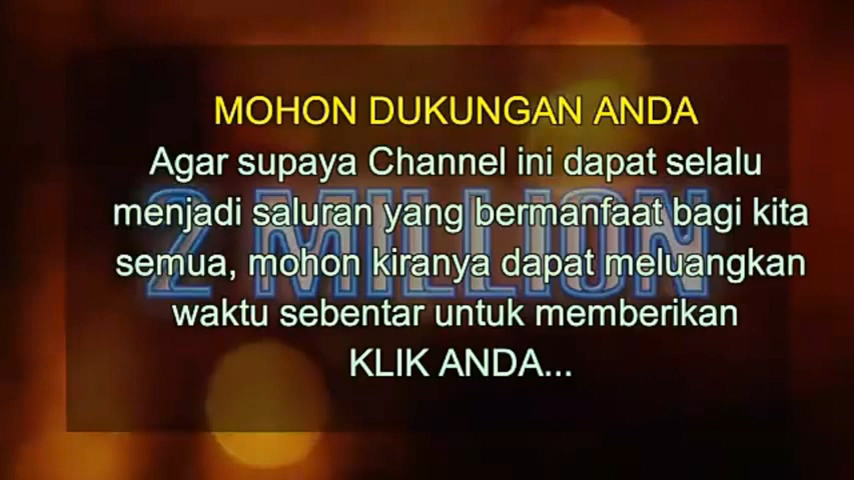 MOHON DUKUNGAN ANDA
Agar supaya Channel ini dapat selalu
menjadi saluran yang bermanfaat bagi kita
semua, mohon kiranya dapat meluangkan
waktu sebentar untuk memberikan
KLIK ANDA...
2 MILLION